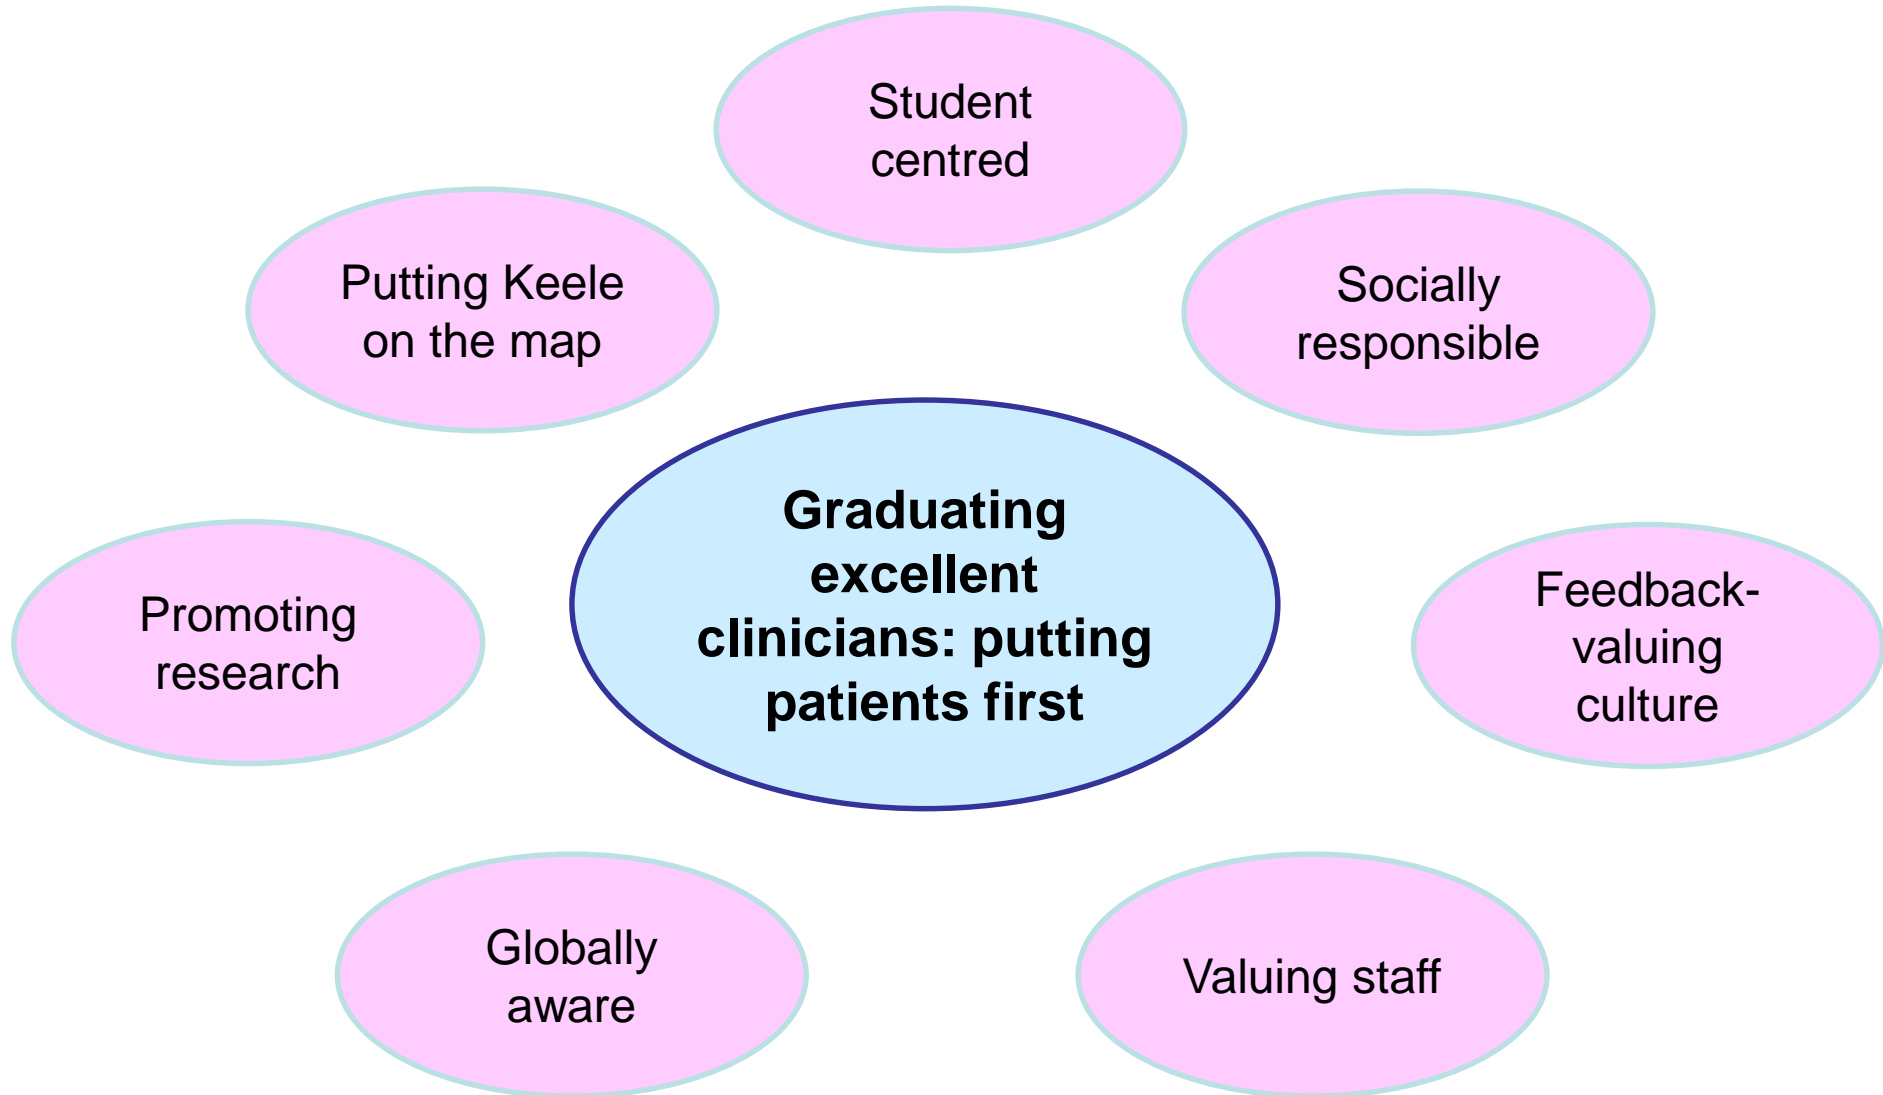 Student
centred
Putting Keele
on the map
Socially
responsible
Graduating
excellent
clinicians: putting
patients first
Promoting
research
Feedback-
valuing
culture
Globally
aware
Valuing staff